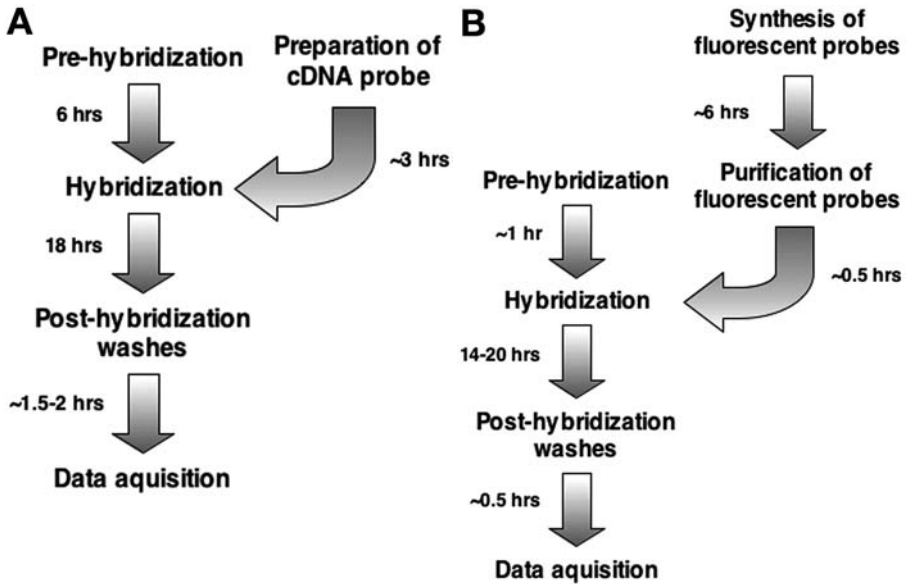 A
Pre-hybridization
Preparation of
cDNA probe
6 hrs
~3 hrs
Hybridization
18 hrs
Post-hybridization
washes
~1.5-2 hrs
Data aquisition
B
Synthesis of
fluorescent probes
~6 hrs
Purification of
fluorescent probes
Pre-hybridization
~1 hr
~0.5 hrs
Hybridization
14-20 hrs
Post-hybridization
washes
~0.5 hrs
Data aquisition